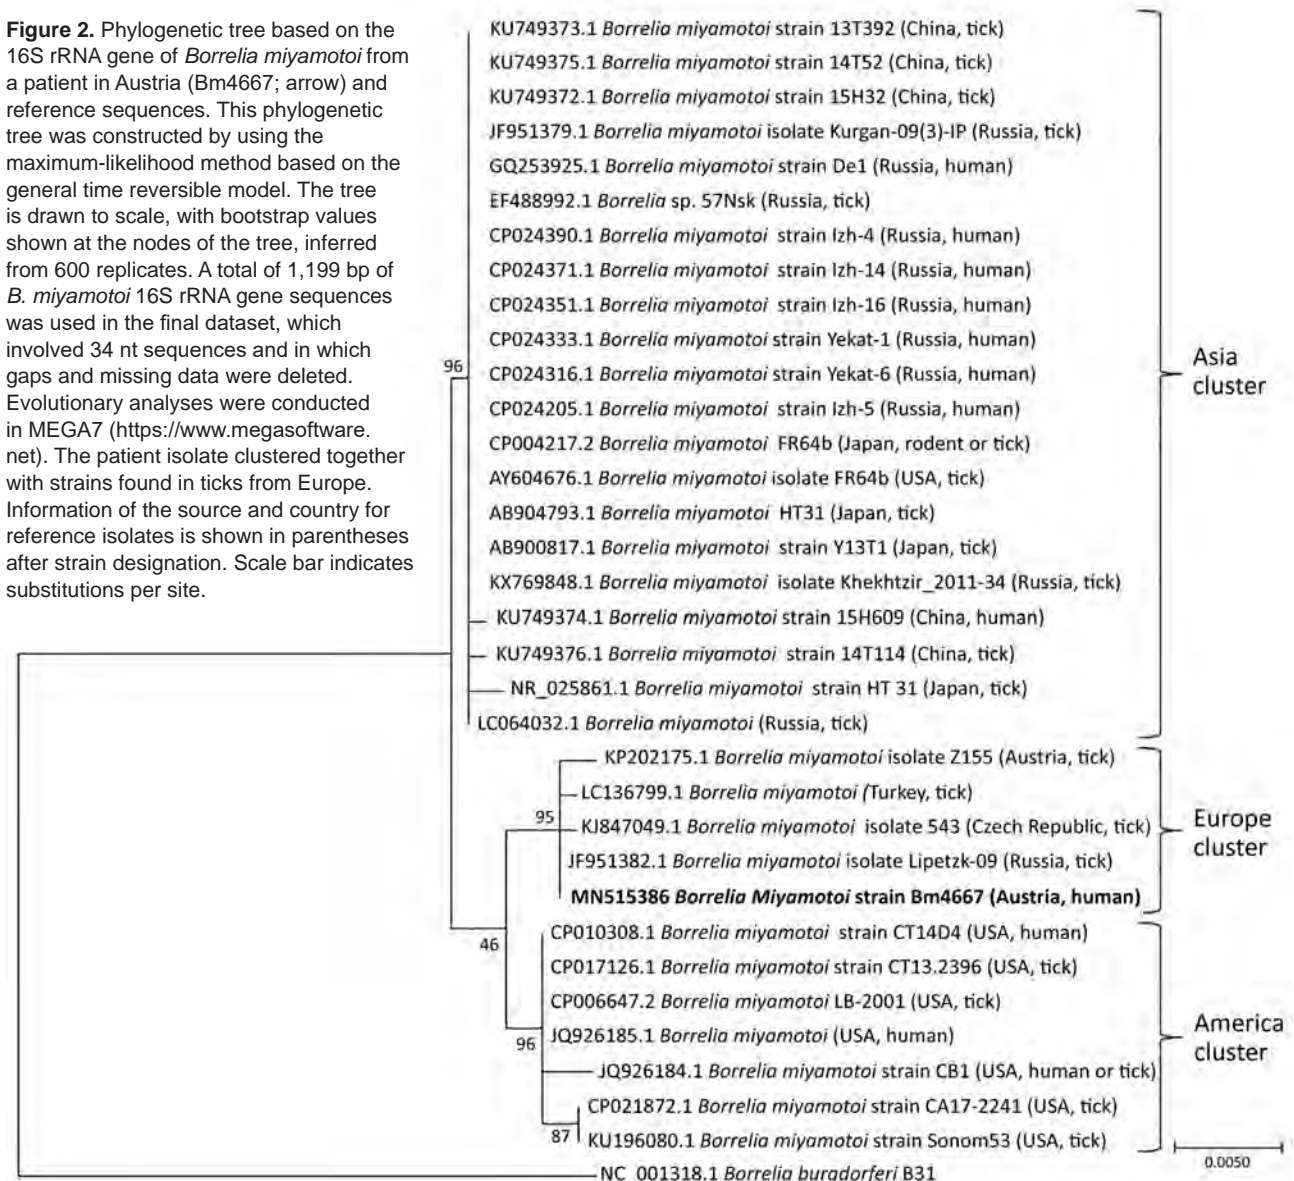 Figure 2. Phylogenetic tree based on the
16S rRNA gene of Borrelia miyamotoi from
a patient in Austria (Bm4667; arrow) and
reference sequences. This phylogenetic
tree was constructed by using the
maximum-likelihood method based on the
general time reversible model. The tree
is drawn to scale, with bootstrap values
shown at the nodes of the tree, inferred
from 600 replicates. A total of 1,199 bp of
B. miyamotoi 16S rRNA gene sequences
was used in the final dataset, which
involved 34 nt sequences and in which
gaps and missing data were deleted.
Evolutionary analyses were conducted
in MEGA7 (https://www.megasoftware.
net). The patient isolate clustered together
with strains found in ticks from Europe.
Information of the source and country for
reference isolates is shown in parentheses
after strain designation. Scale bar indicates
substitutions per site.
KU749373.1 Borrelia miyamotoi strain 13T392 (China, tick)
KU749375.1 Borrelia miyamotoi strain 14T52 (China, tick)
KU749372.1 Borrelia miyamotoi strain 15H32 (China, tick)
JF951379.1 Borrelia miyamotoi isolate Kurgan-09(3)-IP (Russia, tick)
GQ253925.1 Borrelia miyamotoi strain De1 (Russia, human)
EF488992.1 Borrelia sp. 57Nsk (Russia, tick)
CP024390.1 Borrelia miyamotoi strain Izh-4 (Russia, human)
CP024371.1 Borrelia miyamotoi strain Izh-14 (Russia, human)
CP024351.1 Borrelia miyamotoi strain Izh-16 (Russia, human)
CP024333.1 Borrelia miyamotoi strain Yekat-1 (Russia, human)
CP024316.1 Borrelia miyamotoi strain Yekat-6 (Russia, human)
CP024205.1 Borrelia miyamotoi strain Izh-5 (Russia, human)
CP004217.2 Borrelia miyamotoi FR64b (Japan, rodent or tick)
AY604676.1 Borrelia miyamotoi isolate FR64b (USA, tick)
AB904793.1 Borrelia miyamotoi HT31 (Japan, tick)
AB900817.1 Borrelia miyamotoi strain Y13T1 (Japan, tick)
KX769848.1 Borrelia miyamotoi isolate Khekhtzir_2011-34 (Russia, tick)
KU749374.1 Borrelia miyamotoi strain 15H609 (China, human)
KU749376.1 Borrelia miyamotoi strain 14T114 (China, tick)
NR_025861.1 Borrelia miyamotoi strain HT 31 (Japan, tick)
LC064032.1 Borrelia miyamotoi (Russia, tick)
96
Asia
cluster
KP202175.1 Borrelia miyamotoi isolate Z155 (Austria, tick)
LC136799.1 Borrelia miyamotoi (Turkey, tick)
KJ847049.1 Borrelia miyamotoi isolate 543 (Czech Republic, tick)
JF951382.1 Borrelia miyamotoi isolate Lipetzk-09 (Russia, tick)
MN515386 Borrelia Miyamotoi strain Bm4667 (Austria, human)
95
Europe
cluster
46
CP010308.1 Borrelia miyamotoi strain CT14D4 (USA, human)
CP017126.1 Borrelia miyamotoi strain CT13.2396 (USA, tick)
CP006647.2 Borrelia miyamotoi LB-2001 (USA, tick)
JQ926185.1 Borrelia miyamotoi (USA, human)
JQ926184.1 Borrelia miyamotoi strain CB1 (USA, human or tick)
CP021872.1 Borrelia miyamotoi strain CA17-2241 (USA, tick)
KU196080.1 Borrelia miyamotoi strain Sonom53 (USA, tick)
96
87
America
cluster
NC_001318.1 Borrelia burgdorferi B31
0.0050